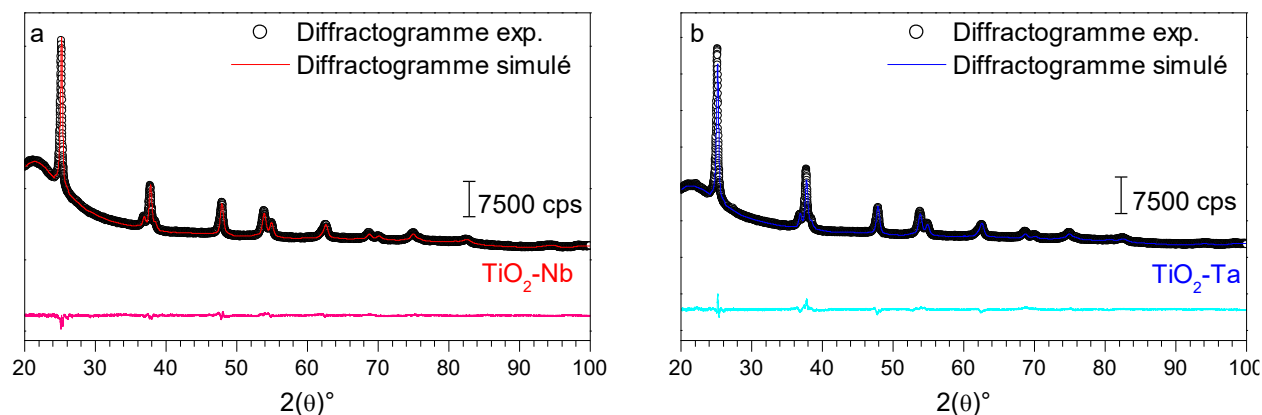 a
Diffractogramme exp.
Diffractogramme simulé
7500 cps
TiO₂-Nb
20 30 40 50 60 70 80 90 100
2(θ)°
b
Diffractogramme exp.
Diffractogramme simulé
7500 cps
TiO₂-Ta
20 30 40 50 60 70 80 90 100
2(θ)°